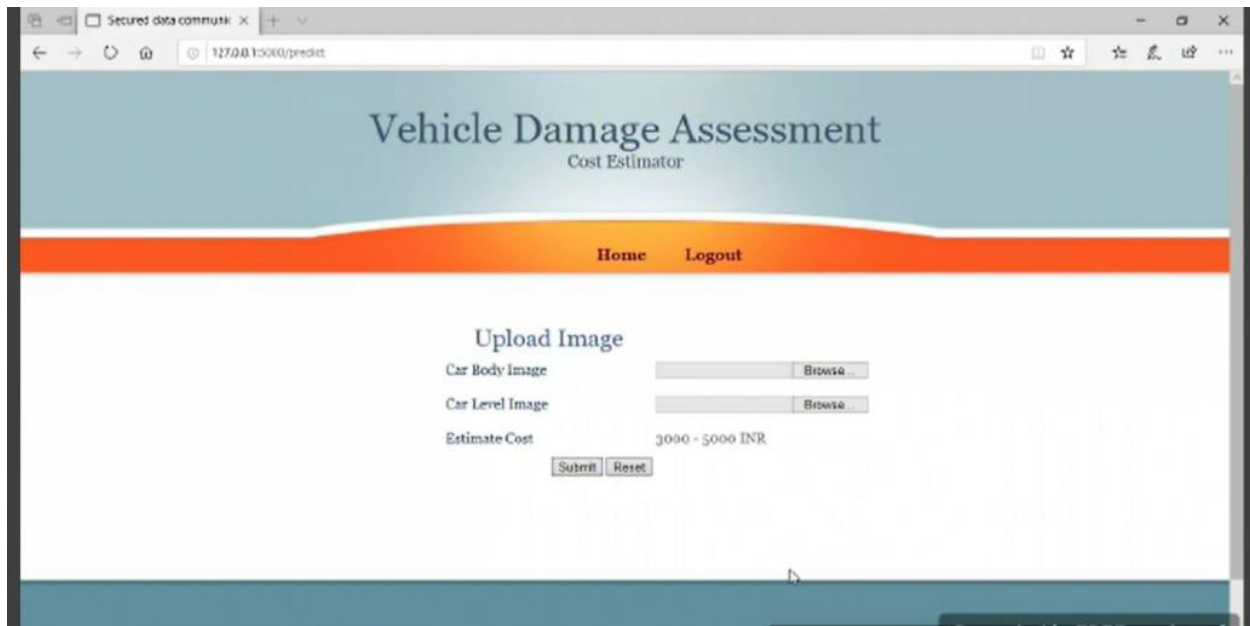 Secured data communic
127.0.0.1:5000/predict
Vehicle Damage Assessment
Cost Estimator
Home Logout
Upload Image
Car Body Image Browse...
Car Level Image Browse...
Estimate Cost 3000 - 5000 INR
Submit Reset